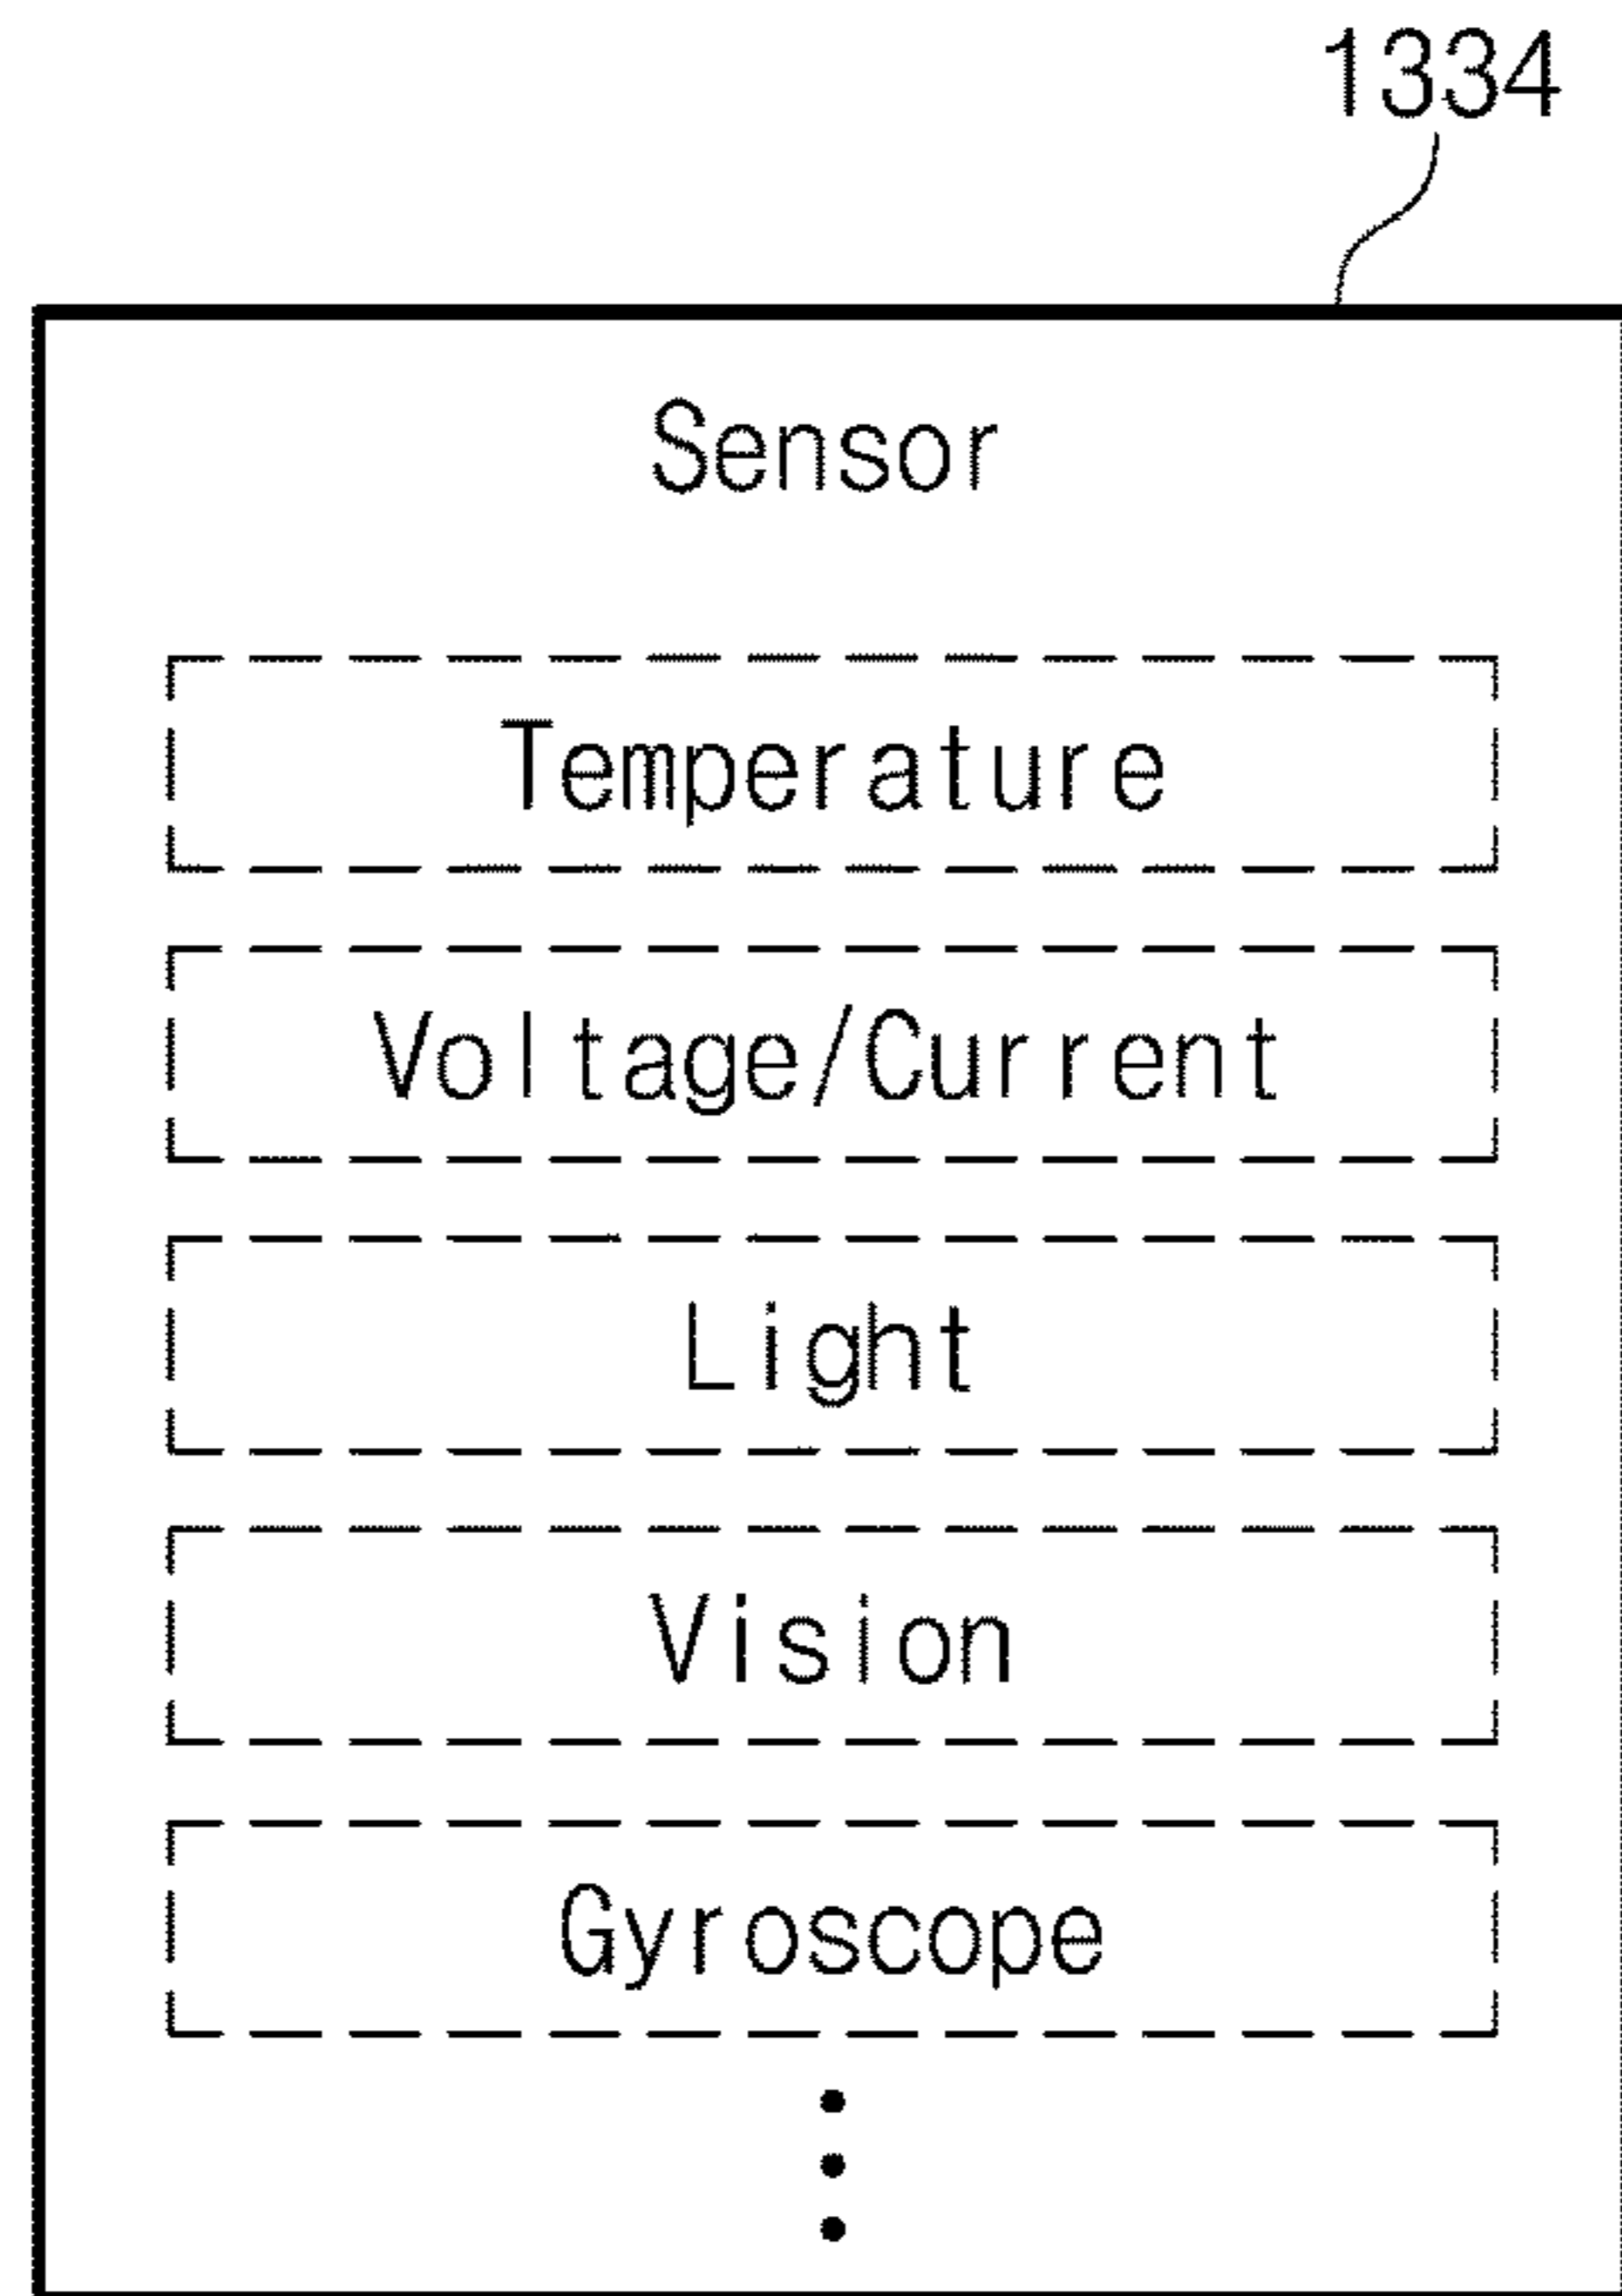 1334
Sensor
Temperature
Voltage/Current
Light
Vision
Gyroscope